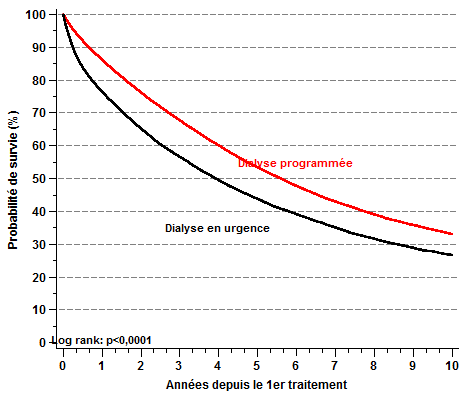 100
90
80
70
60
50
40
30
20
10
0
Probabilité de survie (%)
Dialyse programmée
Dialyse en urgence
Log rank: p<0,0001
0 1 2 3 4 5 6 7 8 9 10
Années depuis le 1er traitement